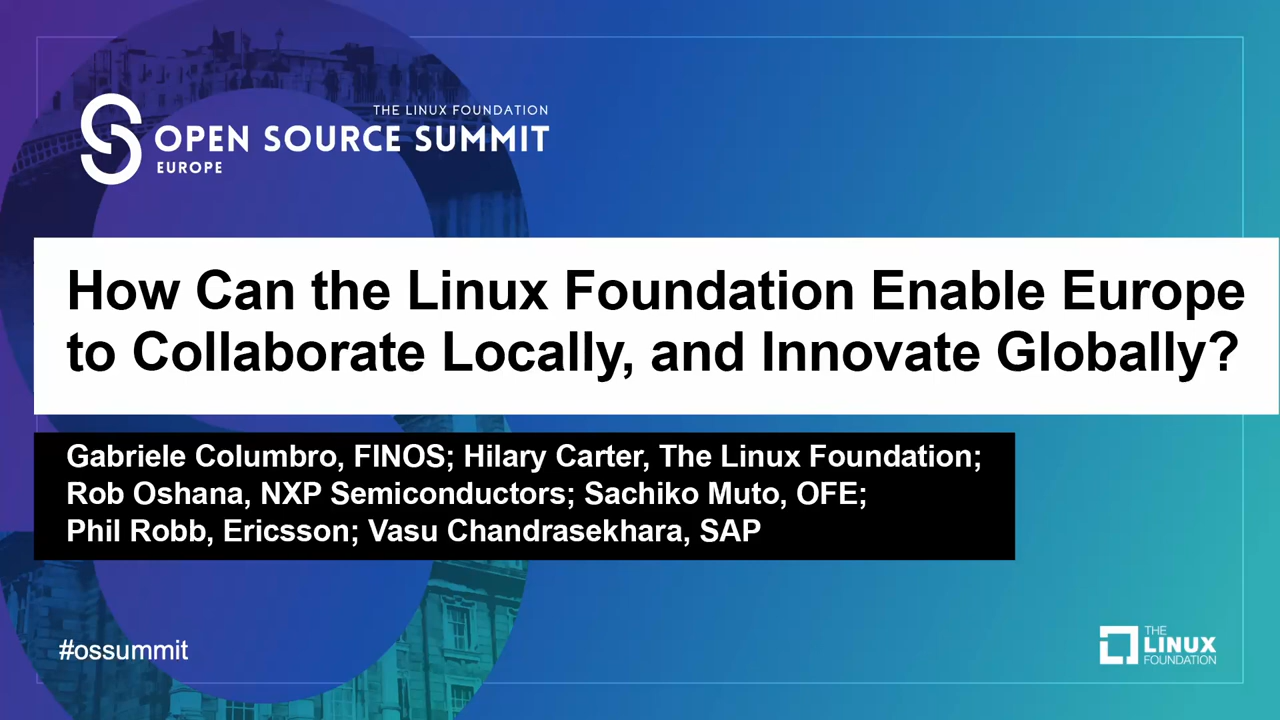 THE LINUX FOUNDATION
OPEN SOURCE SUMMIT
EUROPE
How Can the Linux Foundation Enable Europe
to Collaborate Locally, and Innovate Globally?
Gabriele Columbro, FINOS; Hilary Carter, The Linux Foundation;
Rob Oshana, NXP Semiconductors; Sachiko Muto, OFE;
Phil Robb, Ericsson; Vasu Chandrasekhara, SAP
#ossummit
THE
LINUX
FOUNDATION